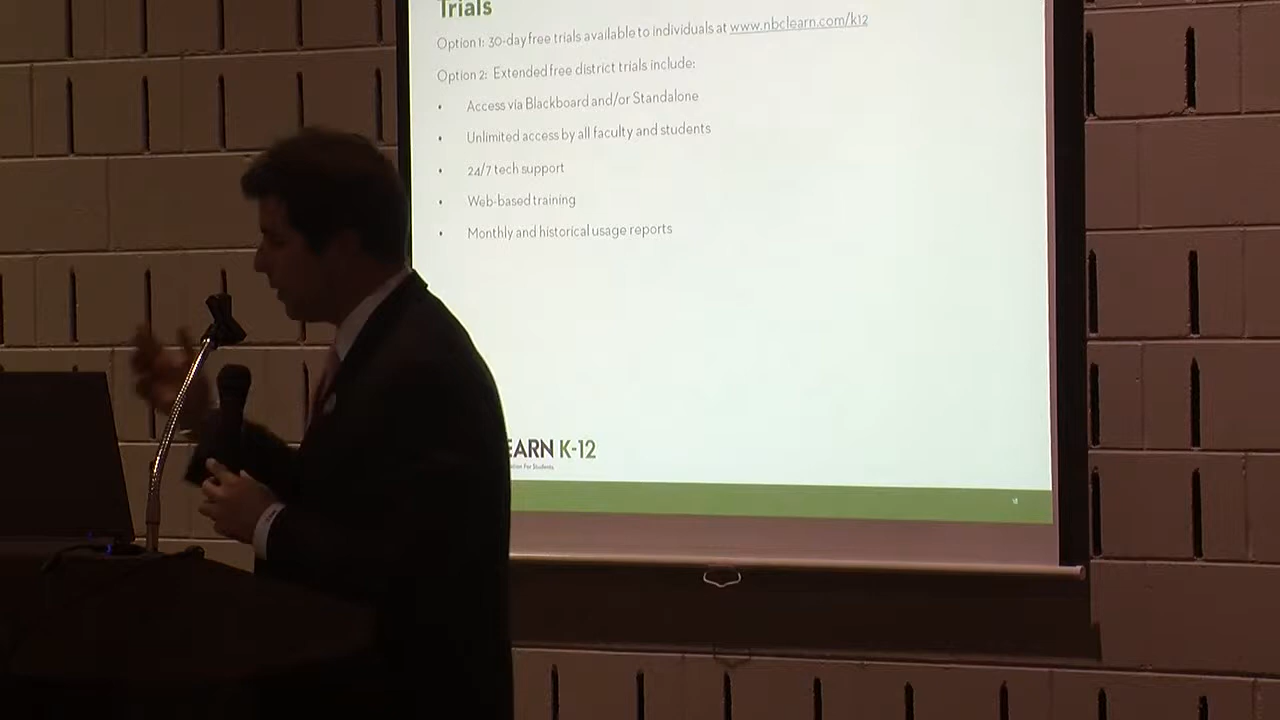 Trials
Option 1: 30-day free trials available to individuals at www.nbclearn.com/k12
Option 2: Extended free district trials include:
• Access via Blackboard and/or Standalone
• Unlimited access by all faculty and students
• 24/7 tech support
• Web-based training
• Monthly and historical usage reports
EARN K-12
For Students